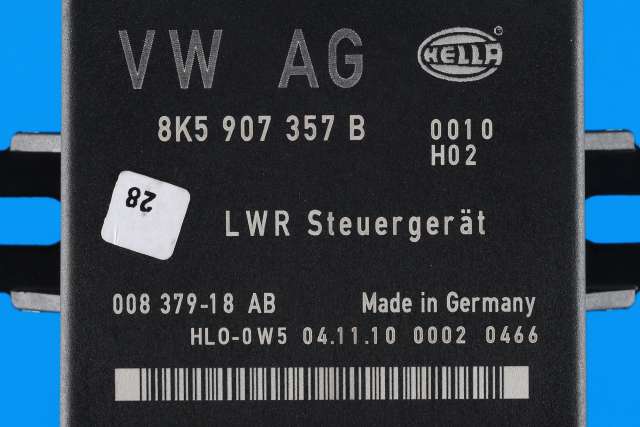 VW AG HELLA ®
8K5 907 357 B 0010
H02
28
LWR Steuergerät
008 379-18 AB Made in Germany
HLO-0W5 04.11.10 0002 0466